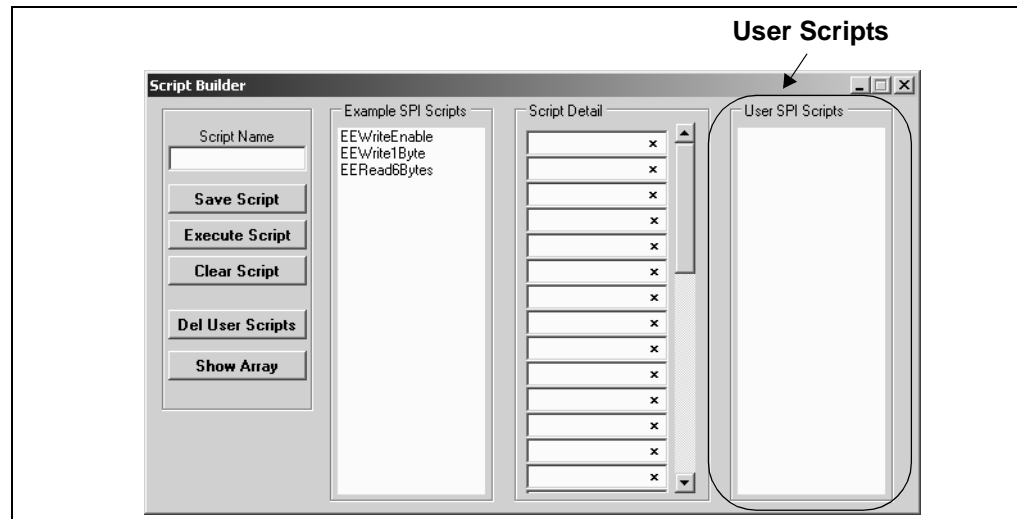 User Scripts
Script Builder
Script Name
Save Script
Execute Script
Clear Script
Del User Scripts
Show Array
Example SPI Scripts
EEWriteEnable
EEWrite1Byte
EERead6Bytes
Script Detail
x
x
x
x
x
x
x
x
x
x
x
x
x
x
User SPI Scripts